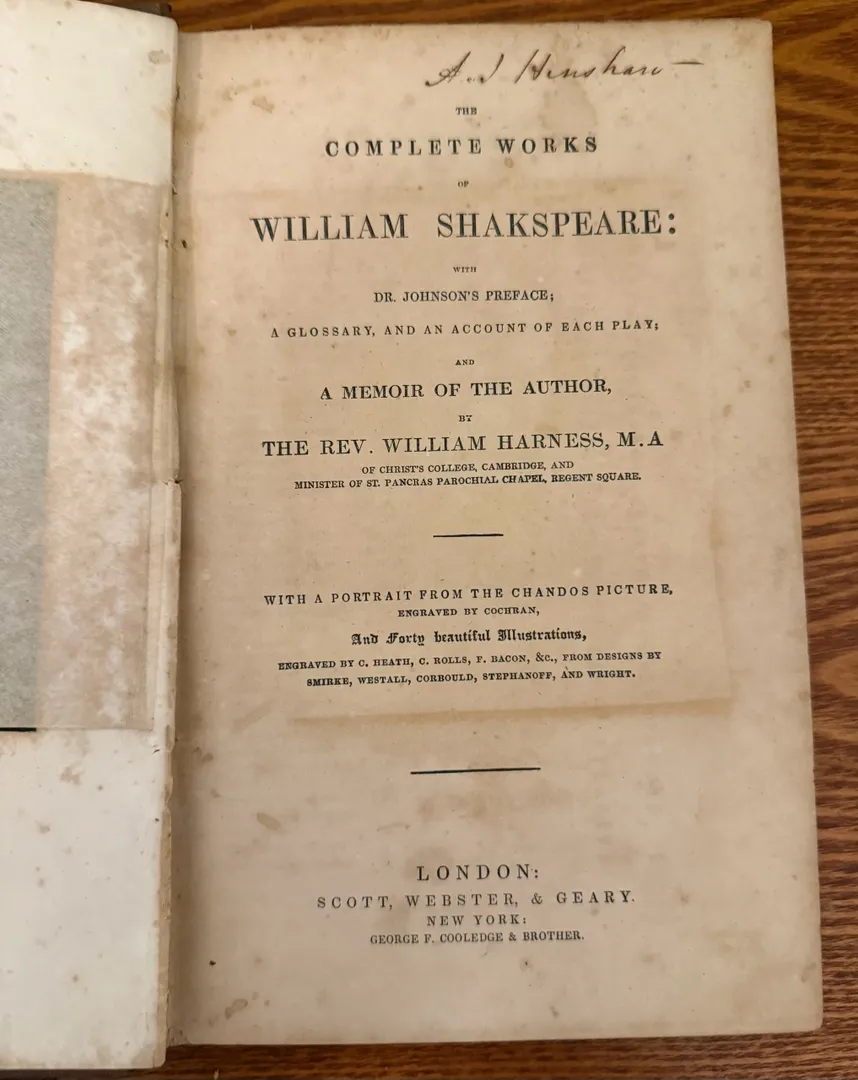 A. J Henshaw —
THE
COMPLETE WORKS
OF
WILLIAM SHAKSPEARE:
WITH
DR. JOHNSON'S PREFACE;
A GLOSSARY, AND AN ACCOUNT OF EACH PLAY;
AND
A MEMOIR OF THE AUTHOR,
BY
THE REV. WILLIAM HARNESS, M.A
OF CHRIST'S COLLEGE, CAMBRIDGE, AND
MINISTER OF ST. PANCRAS PAROCHIAL CHAPEL, REGENT SQUARE.
WITH A PORTRAIT FROM THE CHANDOS PICTURE,
ENGRAVED BY COCHRAN,
And Forty beautiful Illustrations,
ENGRAVED BY C. HEATH, C. ROLLS, F. BACON, &c., FROM DESIGNS BY
SMIRKE, WESTALL, CORBOULD, STEPHANOFF, AND WRIGHT.
LONDON:
SCOTT, WEBSTER, & GEARY.
NEW YORK:
GEORGE F. COOLEDGE & BROTHER.